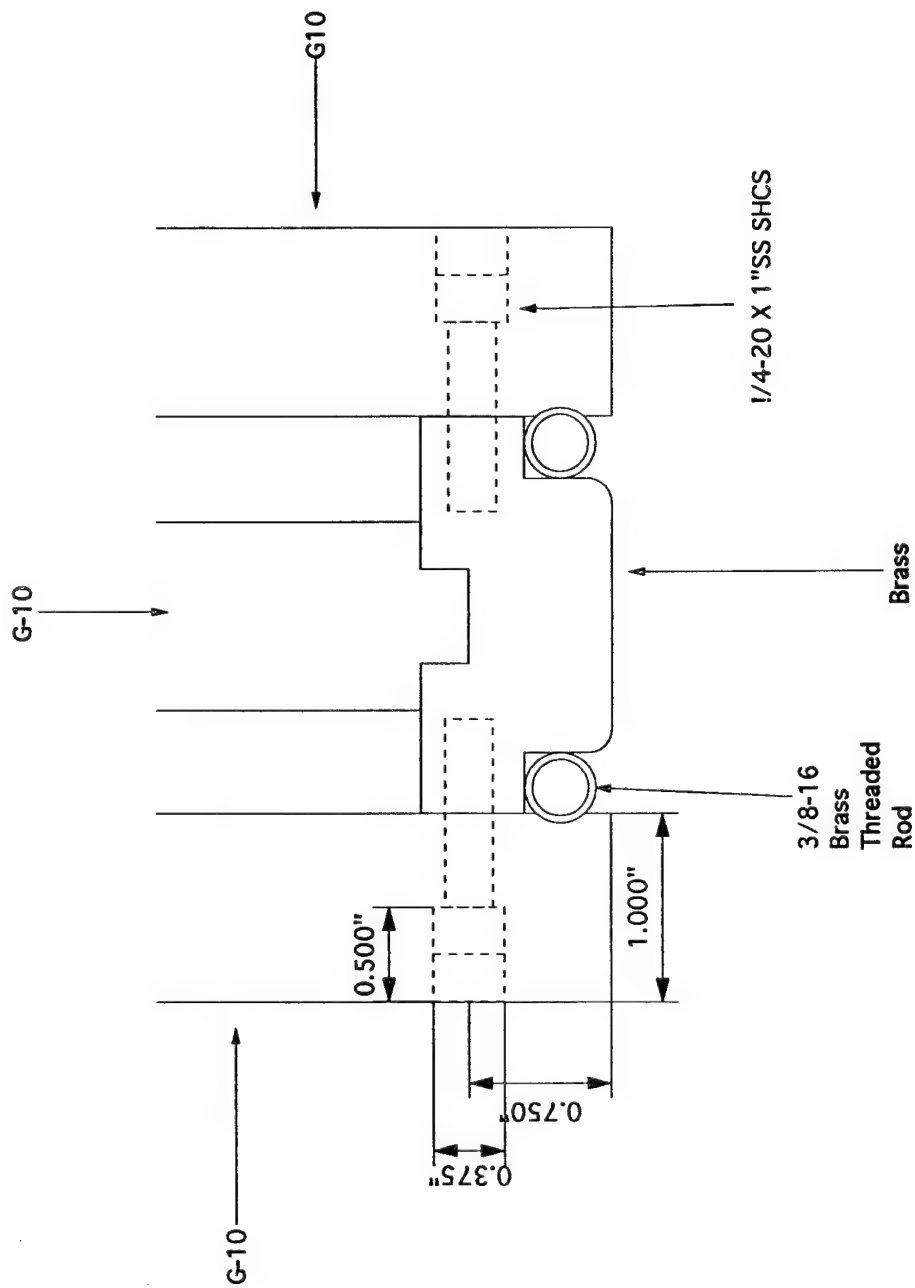 G10
G-10
!/4-20 X 1"SS SHCS
0.500"
1.000"
0.750"
0.375"
G-10
3/8-16
Brass
Threaded
Rod
Brass